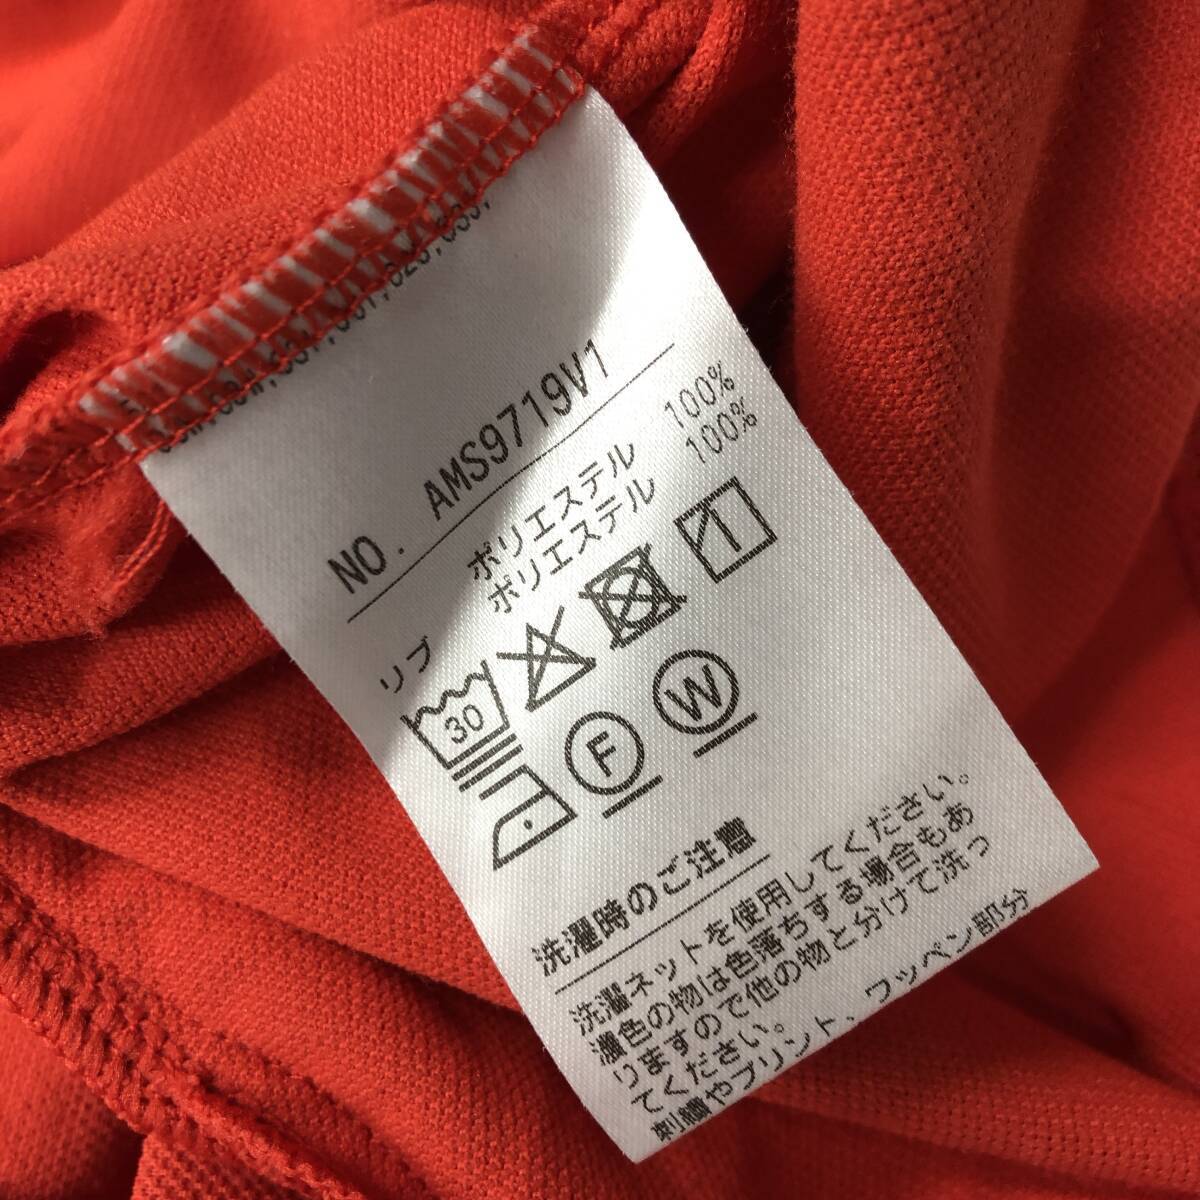 NO. AMS9719V1
ポリエステル 100%
リブ ポリエステル 100%
30
F W
洗濯時のご注意
洗濯ネットを使用してください。
濃色の物は色落ちする場合もあ
りますので他の物と分けて洗っ
てください。
刺繍やプリント、ワッペン部分